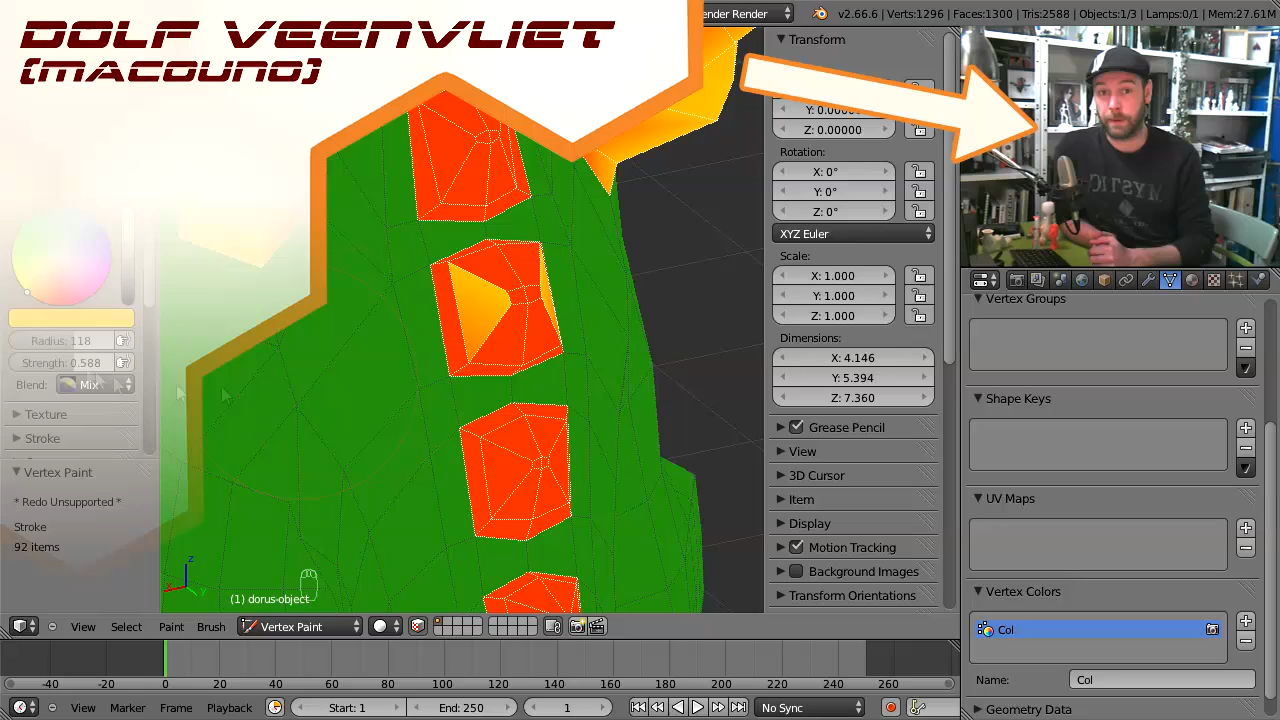 DOLF VEENVLIET
(MACOUNO)
ender Render
v2.66.6 | Verts:1296 | Faces:1300 | Tris:2588 | Objects:1/3 | Lamps:0/1 | Mem:27.61M
Transform
Y: 0.00000
Z: 0.00000
Rotation:
X: 0°
Y: 0°
Z: 0°
XYZ Euler
Scale:
X: 1.000
Y: 1.000
Z: 1.000
Dimensions:
X: 4.146
Y: 5.394
Z: 7.360
Grease Pencil
View
3D Cursor
Item
Display
Motion Tracking
Background Images
Transform Orientations
Radius: 118
Strength: 0.588
Blend: Mix
Texture
Stroke
Vertex Paint
* Redo Unsupported *
Stroke
92 items
z
x
y
(1) dorus-object
View Select Paint Brush Vertex Paint
-40 -20 0 20 40 60 80 100 120 140 160 180 200 220 240 260
View Marker Frame Playback Start: 1 End: 250 1 No Sync
Vertex Groups
Shape Keys
UV Maps
Vertex Colors
Col
Name: Col
Geometry Data